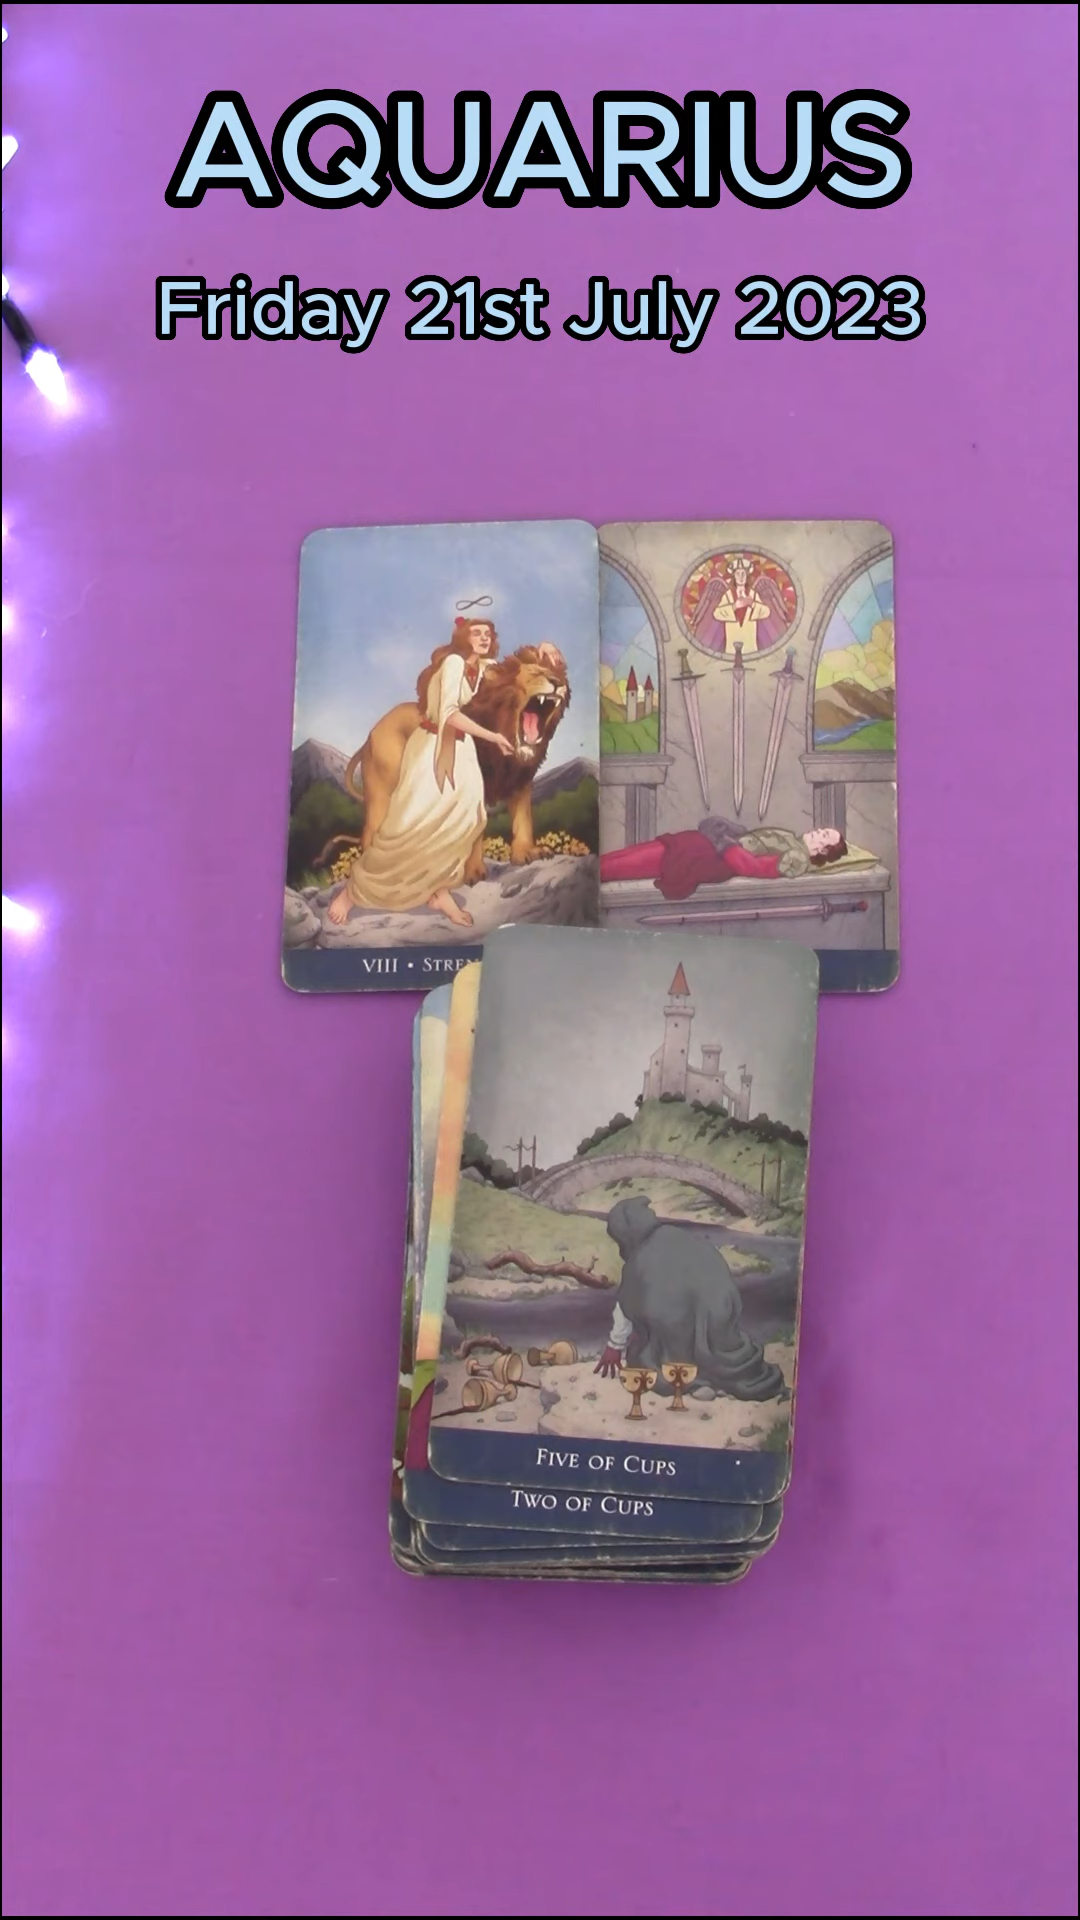 AQUARIUS
Friday 21st July 2023
VIII • STREN
FIVE OF CUPS
TWO OF CUPS